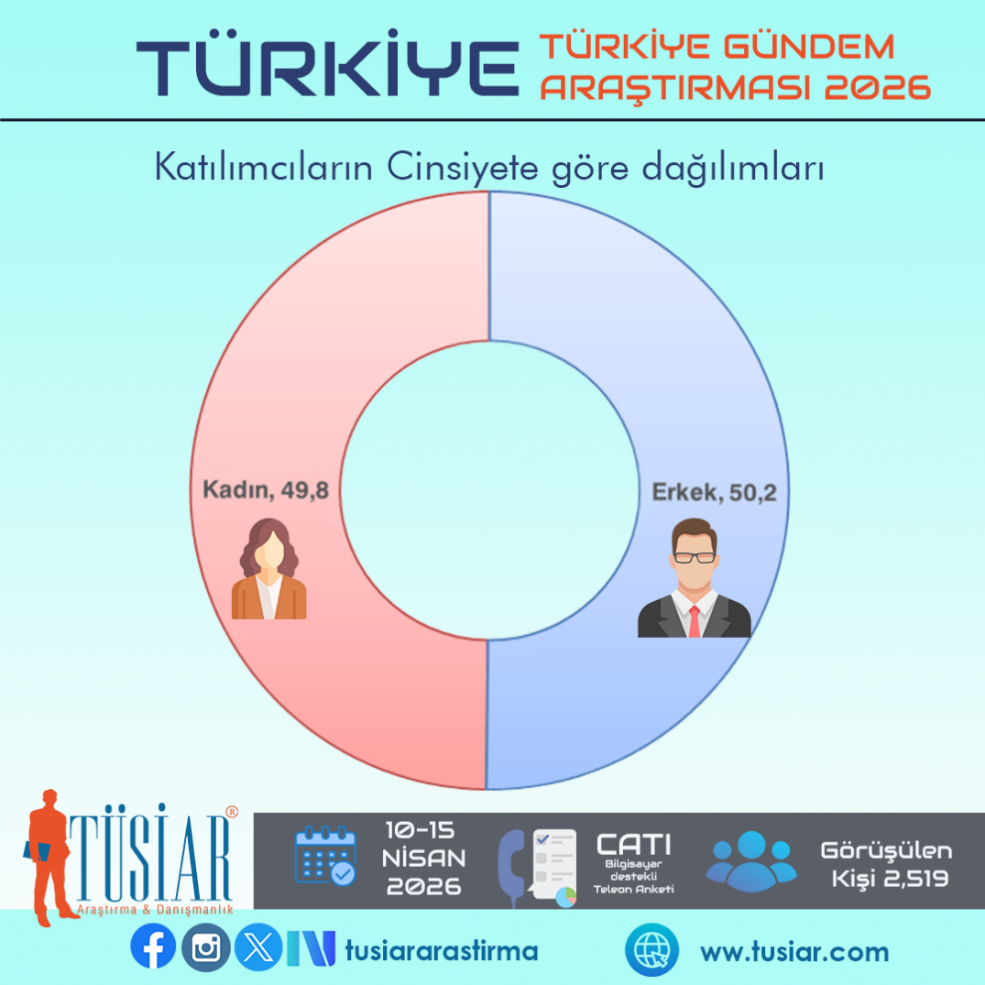 TÜRKİYE
TÜRKİYE GÜNDEM
ARAŞTIRMASI 2026
Katılımcıların Cinsiyete göre dağılımları
Kadın, 49,8
Erkek, 50,2
TÜSİAR®
Araştırma & Danışmanlık
10-15
NİSAN
2026
CATI
Bilgisayar
destekli
Teleon Anketi
Görüşülen
Kişi 2,519
tusiararastirma
www.tusiar.com